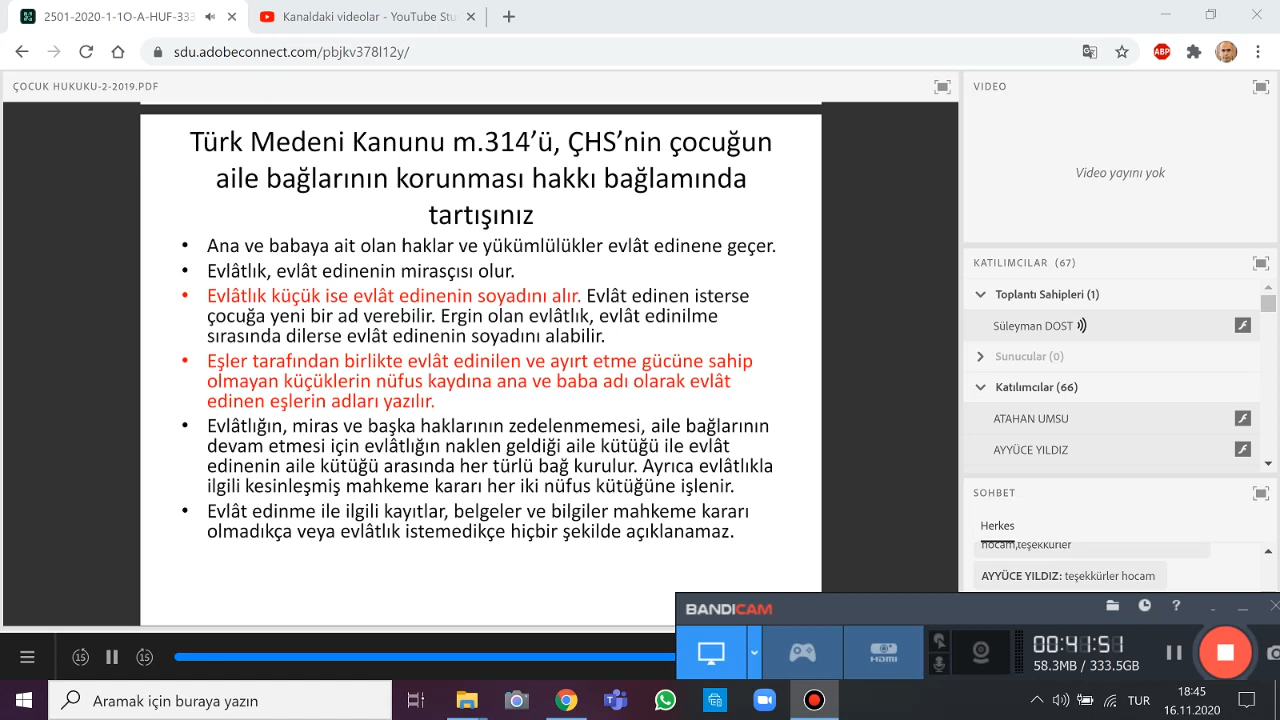 2501-2020-1-1O-A-HUF-333
Kanaldaki videolar - YouTube Stu
sdu.adobeconnect.com/pbjkv378l12y/
ABP
ÇOCUK HUKUKU-2-2019.PDF
Türk Medeni Kanunu m.314’ü, ÇHS’nin çocuğun
aile bağlarının korunması hakkı bağlamında
tartışınız
• Ana ve babaya ait olan haklar ve yükümlülükler evlât edinene geçer.
• Evlâtlık, evlât edinenin mirasçısı olur.
• Evlâtlık küçük ise evlât edinenin soyadını alır. Evlât edinen isterse
çocuğa yeni bir ad verebilir. Ergin olan evlâtlık, evlât edinilme
sırasında dilerse evlât edinenin soyadını alabilir.
• Eşler tarafından birlikte evlât edinilen ve ayırt etme gücüne sahip
olmayan küçüklerin nüfus kaydına ana ve baba adı olarak evlât
edinen eşlerin adları yazılır.
• Evlâtlığın, miras ve başka haklarının zedelenmemesi, aile bağlarının
devam etmesi için evlâtlığın naklen geldiği aile kütüğü ile evlât
edinenin aile kütüğü arasında her türlü bağ kurulur. Ayrıca evlâtlıkla
ilgili kesinleşmiş mahkeme kararı her iki nüfus kütüğüne işlenir.
• Evlât edinme ile ilgili kayıtlar, belgeler ve bilgiler mahkeme kararı
olmadıkça veya evlâtlık istemedikçe hiçbir şekilde açıklanamaz.
VIDEO
Video yayını yok
KATILIMCILAR (67)
Toplantı Sahipleri (1)
Süleyman DOST
Sunucular (0)
Katılımcılar (66)
ATAHAN UMSU
AYYÜCE YILDIZ
SOHBET
Herkes
hocam,teşekkürler
AYYÜCE YILDIZ: teşekkürler hocam
BANDICAM
HDMI
00:41:51
58.3MB / 333.5GB
15
15
Aramak için buraya yazın
TUR
18:45
16.11.2020